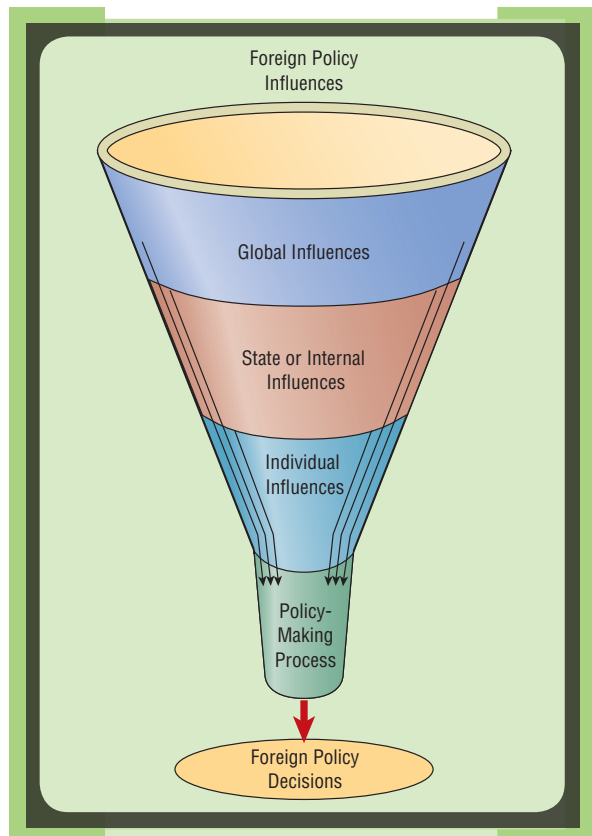 Foreign Policy
Influences
Global Influences
State or Internal
Influences
Individual
Influences
Policy-
Making
Process
Foreign Policy
Decisions